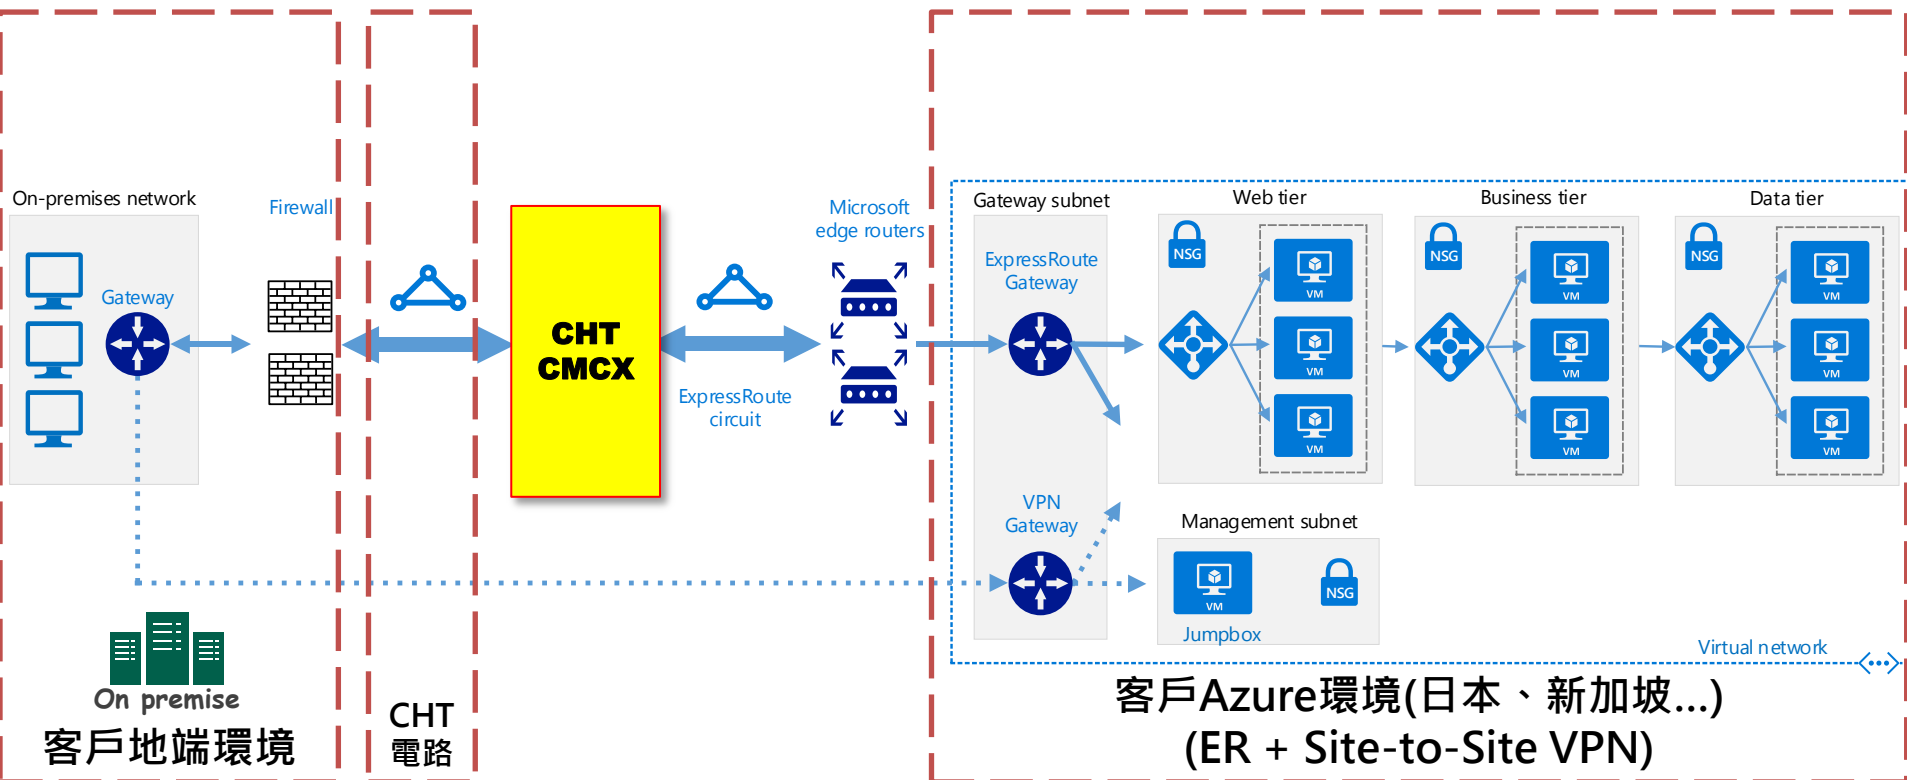 On-premises network
Gateway
Firewall
On premise
客戶地端環境
CHT
電路
CHT
CMCX
ExpressRoute
circuit
Microsoft
edge routers
Gateway subnet
ExpressRoute
Gateway
VPN
Gateway
Web tier
NSG
VM
VM
VM
Business tier
NSG
VM
VM
VM
Data tier
NSG
VM
VM
VM
Management subnet
VM
Jumpbox
NSG
Virtual network
客戶Azure環境(日本、新加坡...)
(ER + Site-to-Site VPN)